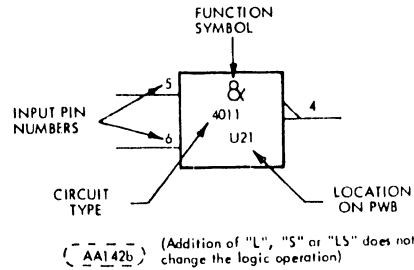 FUNCTION
SYMBOL
5
&
4
INPUT PIN
NUMBERS
4011
6
U21
CIRCUIT
TYPE
LOCATION
ON PWB
AA142b
(Addition of "L", "S" or "LS" does not
change the logic operation)